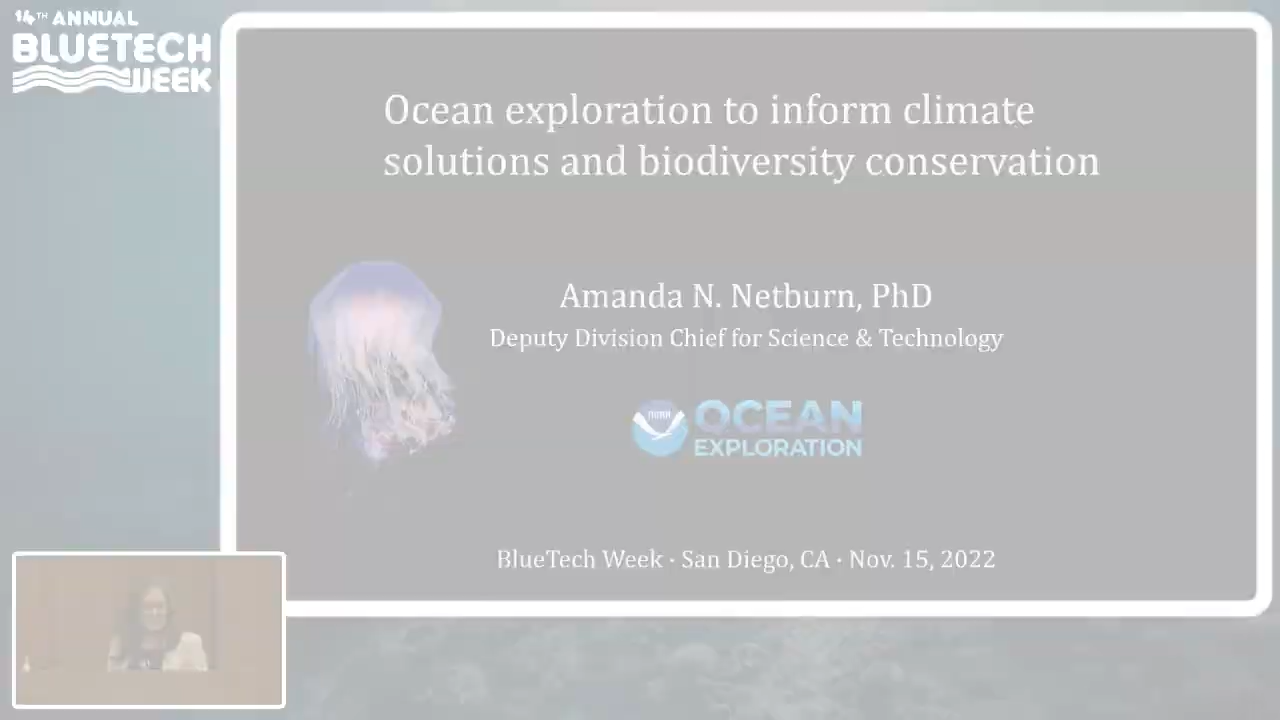 14TH ANNUAL
BLUETECH
WEEK
Ocean exploration to inform climate
solutions and biodiversity conservation
Amanda N. Netburn, PhD
Deputy Division Chief for Science & Technology
NOAA
OCEAN
EXPLORATION
BlueTech Week · San Diego, CA · Nov. 15, 2022